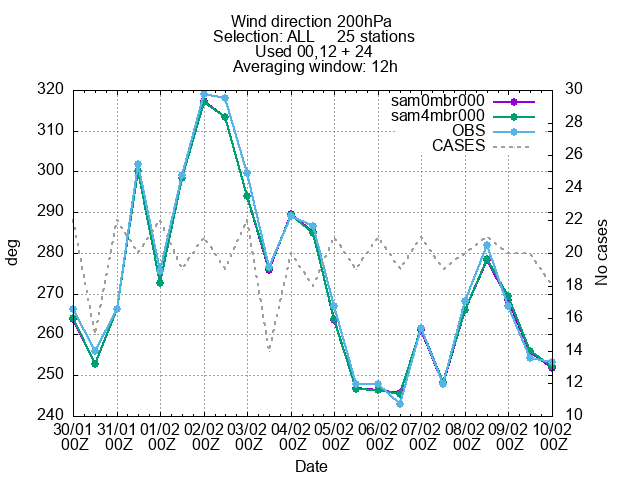 Wind direction 200hPa
Selection: ALL 25 stations
Used 00,12 + 24
Averaging window: 12h
sam0mbr000
sam4mbr000
OBS
CASES
320
310
300
290
280
270
260
250
240
deg
30
28
26
24
22
20
18
16
14
12
10
No cases
30/01 31/01 01/02 02/02 03/02 04/02 05/02 06/02 07/02 08/02 09/02 10/02
00Z 00Z 00Z 00Z 00Z 00Z 00Z 00Z 00Z 00Z 00Z 00Z
Date